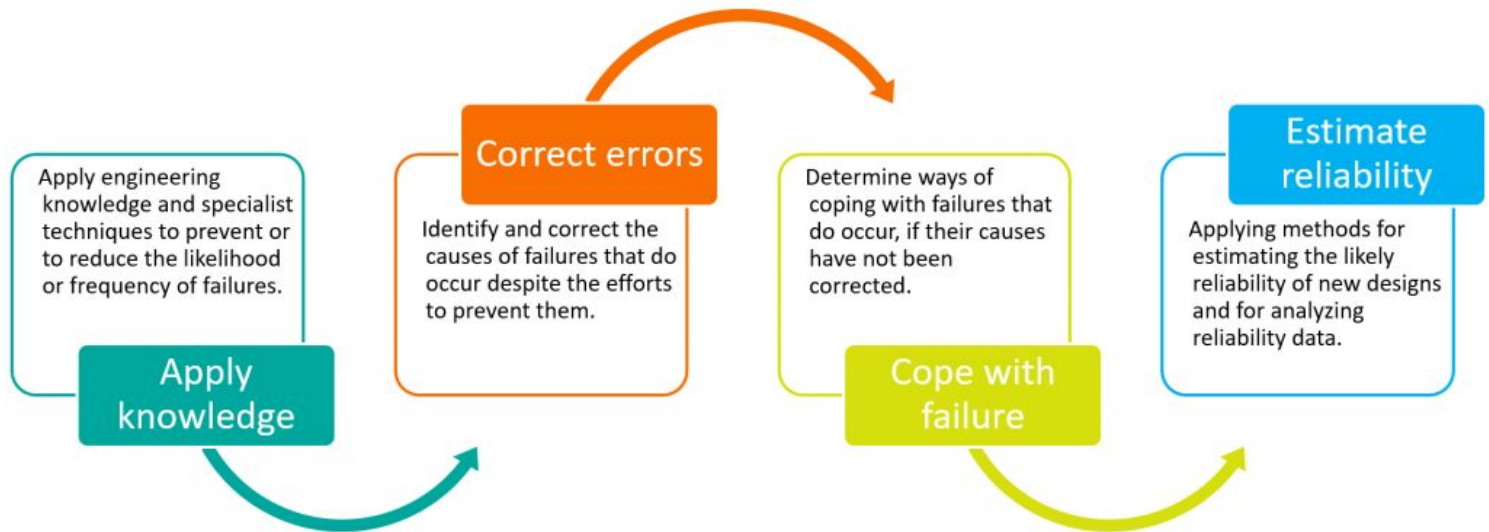 Apply engineering
knowledge and specialist
techniques to prevent or
to reduce the likelihood
or frequency of failures.
Apply
knowledge
Correct errors
Identify and correct the
causes of failures that do
occur despite the efforts
to prevent them.
Determine ways of
coping with failures that
do occur, if their causes
have not been
corrected.
Cope with
failure
Estimate
reliability
Applying methods for
estimating the likely
reliability of new designs
and for analyzing
reliability data.